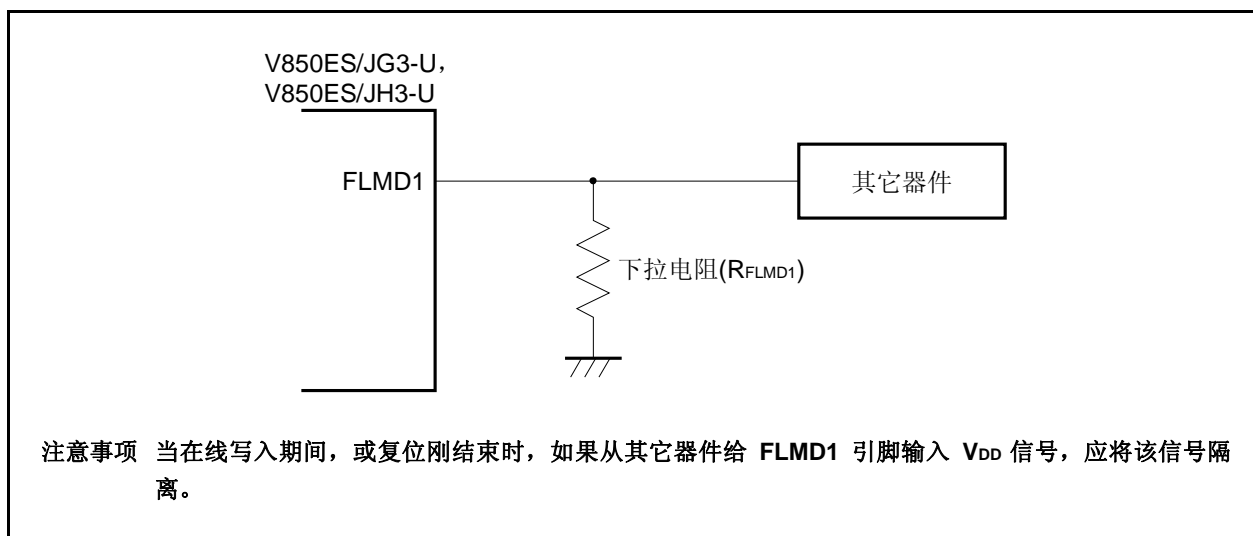 V850ES/JG3-U，
V850ES/JH3-U
FLMD1
其它器件
下拉电阻(RFLMD1)
注意事项 当在线写入期间，或复位刚结束时，如果从其它器件给 FLMD1 引脚输入 VDD 信号，应将该信号隔
离。